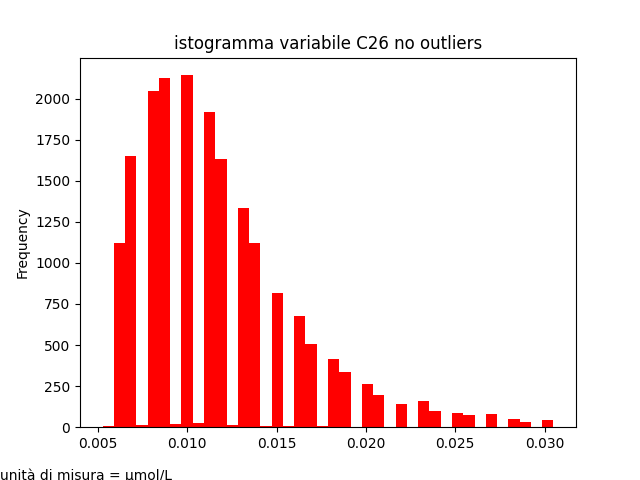 istogramma variabile C26 no outliers
2000
1750
1500
1250
1000
750
500
250
0
Frequency
0.005 0.010 0.015 0.020 0.025 0.030
unità di misura = μmol/L